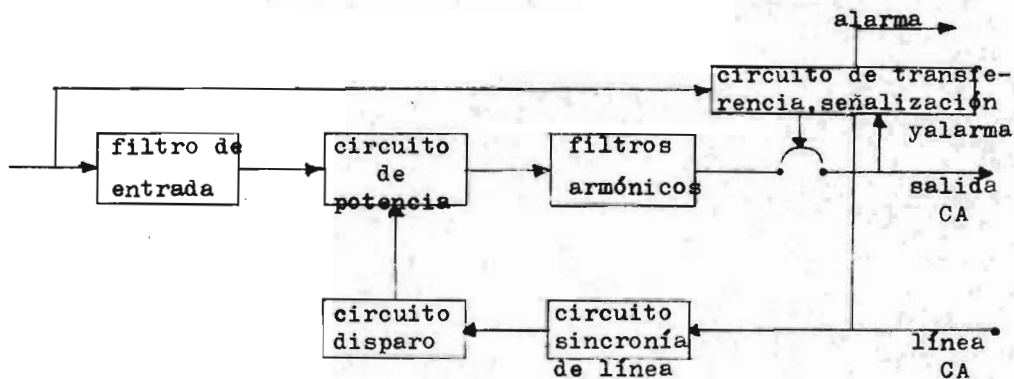 alarma
circuito de transfe-
rencia,señalización
yalarma
filtro de
entrada
circuito
de
potencia
filtros
armónicos
salida
CA
circuito
disparo
circuito
sincronía
de línea
línea
CA